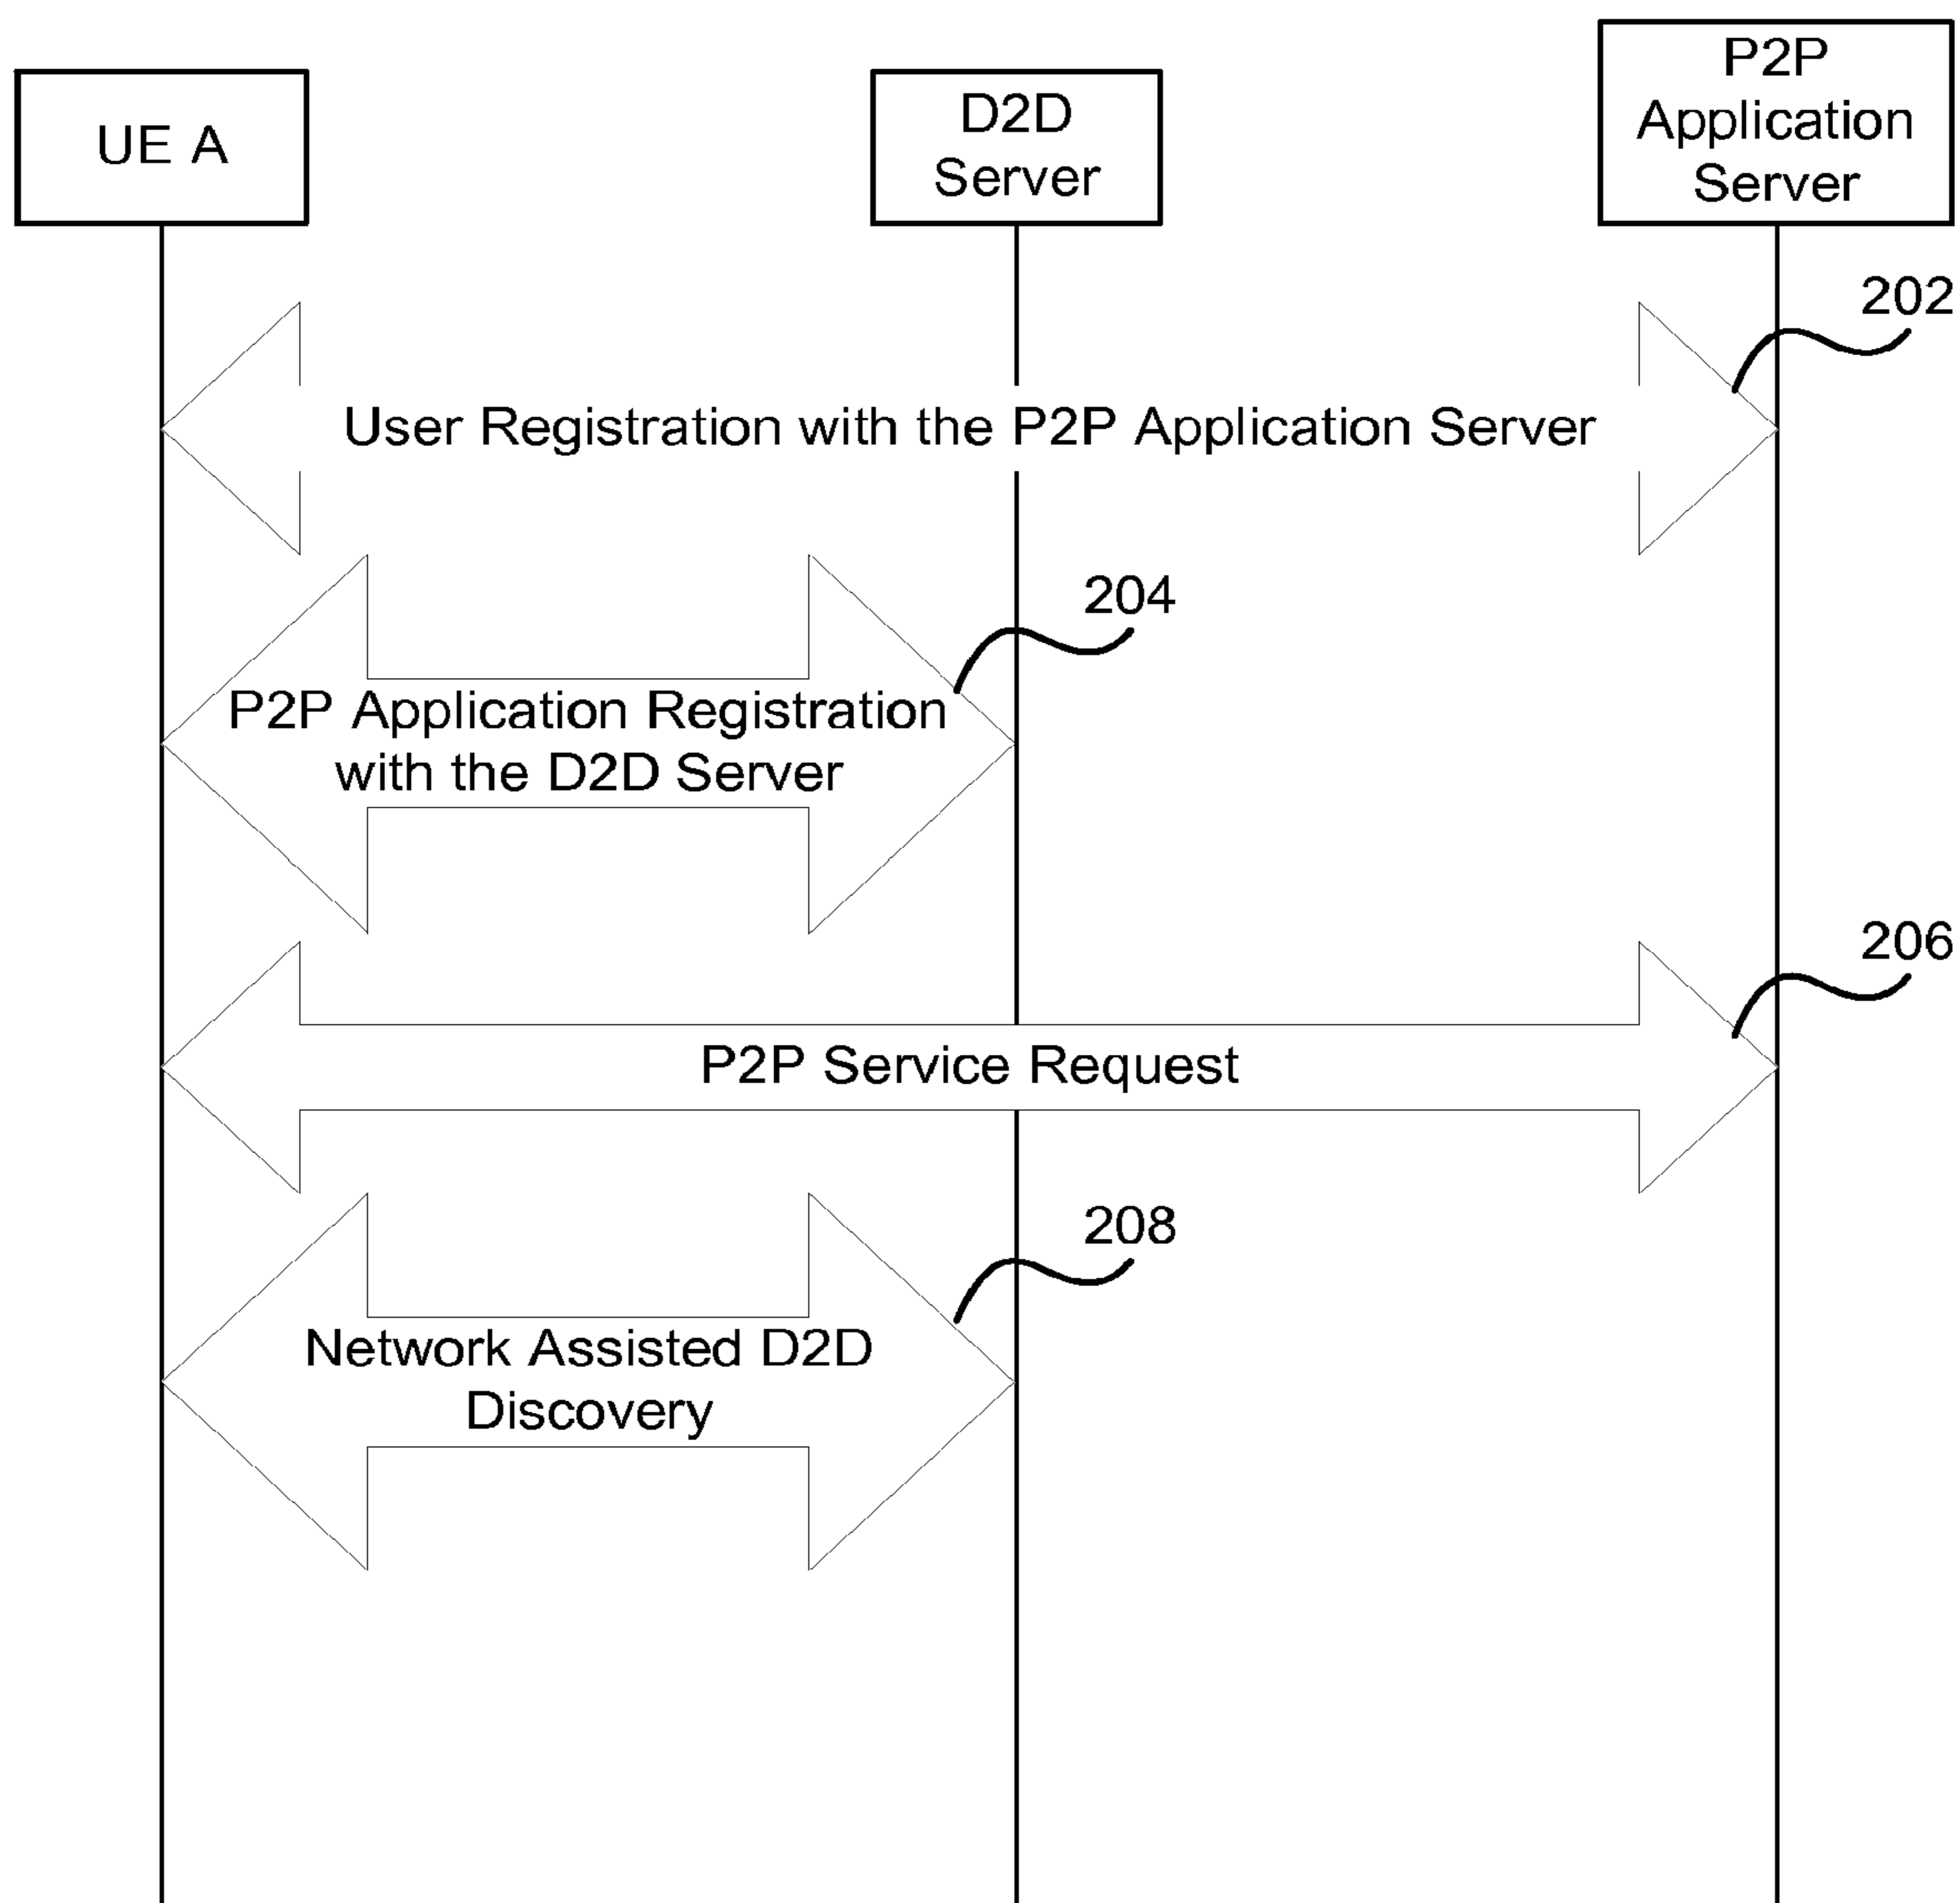 UE A
D2D
Server
P2P
Application
Server
202
User Registration with the P2P Application Server
204
P2P Application Registration
with the D2D Server
206
P2P Service Request
208
Network Assisted D2D
Discovery